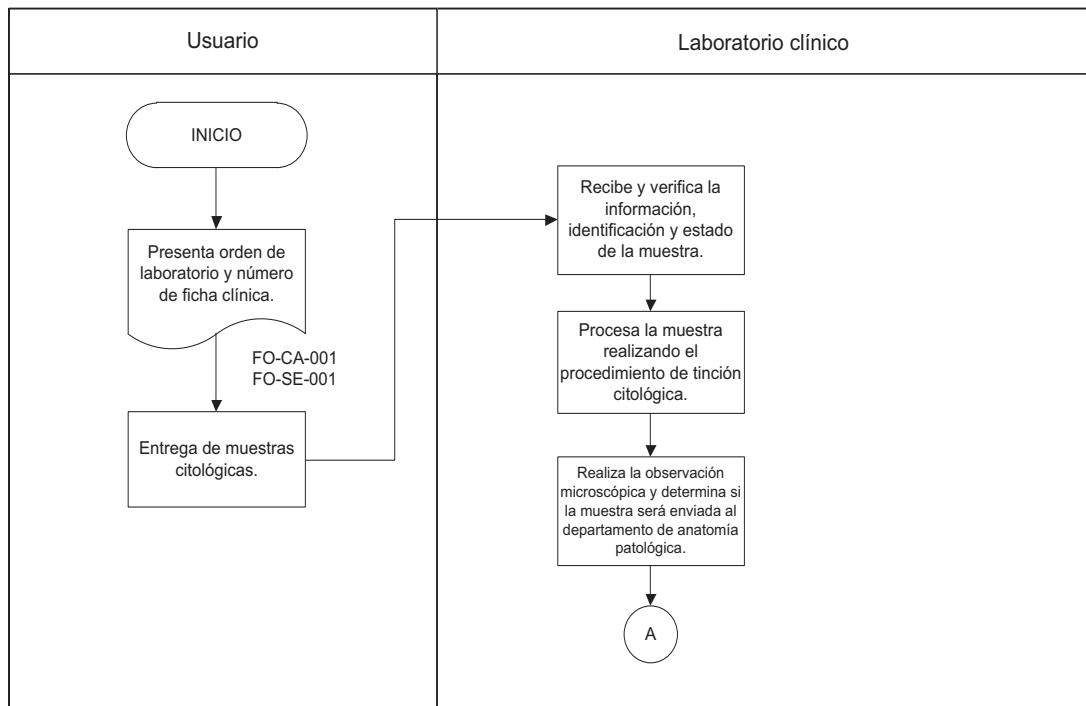 Usuario
Laboratorio clínico
INICIO
Presenta orden de
laboratorio y número
de ficha clínica.
FO-CA-001
FO-SE-001
Entrega de muestras
citológicas.
Recibe y verifica la
información,
identificación y estado
de la muestra.
Procesa la muestra
realizando el
procedimiento de tinción
citológica.
Realiza la observación
microscópica y determina si
la muestra será enviada al
departamento de anatomía
patológica.
A